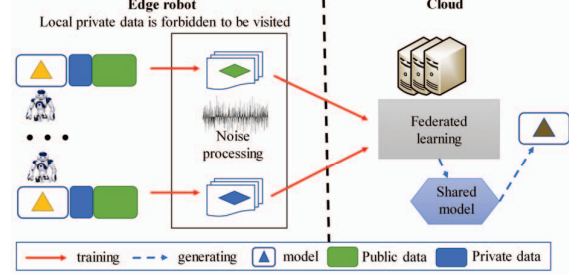 Edge robot
Cloud
Local private data is forbidden to be visited
Noise
processing
Federated
learning
Shared
model
training
generating
model
Public data
Private data